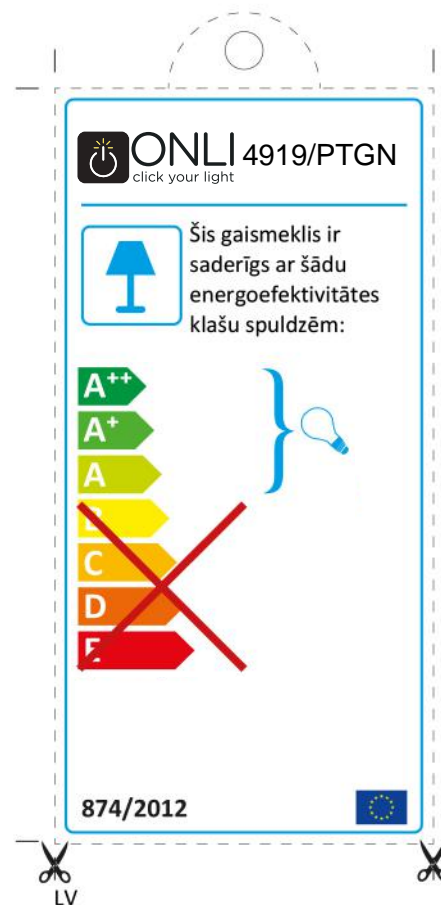 ONLI 4919/PTGN
click your light
Šis gaismeklis ir
saderīgs ar šādu
energoefektivitātes
klašu spuldzēm:
A++
A+
A
B
C
D
E
874/2012
LV